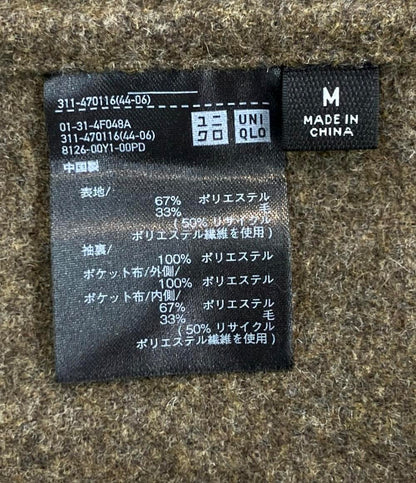 311-470116(44-06)
01-31-4F048A
311-470116(44-06)
8126-00Y1-00PD
ユニ
クロ
UNI
QLO
中国製
表地/
67% ポリエステル
33% 毛
(50% リサイクル
ポリエステル繊維を使用)
袖裏/
100% ポリエステル
ポケット布/外側/
100% ポリエステル
ポケット布/内側/
67% ポリエステル
33% 毛
(50% リサイクル
ポリエステル繊維を使用)
M
MADE IN
CHINA